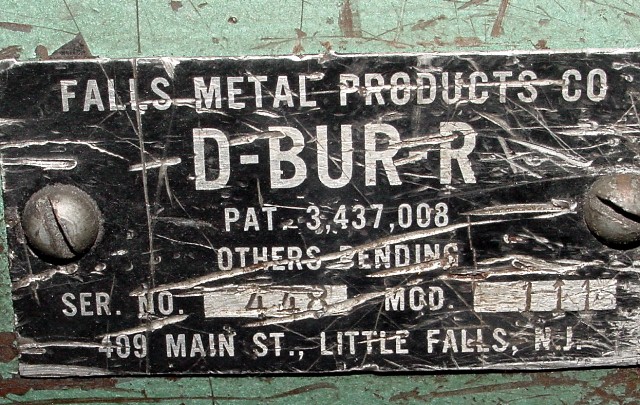 FALLS METAL PRODUCTS CO
D-BUR-R
PAT. 3,437,008
OTHERS PENDING
SER. NO. 448 MOD.
409 MAIN ST., LITTLE FALLS, N.J.